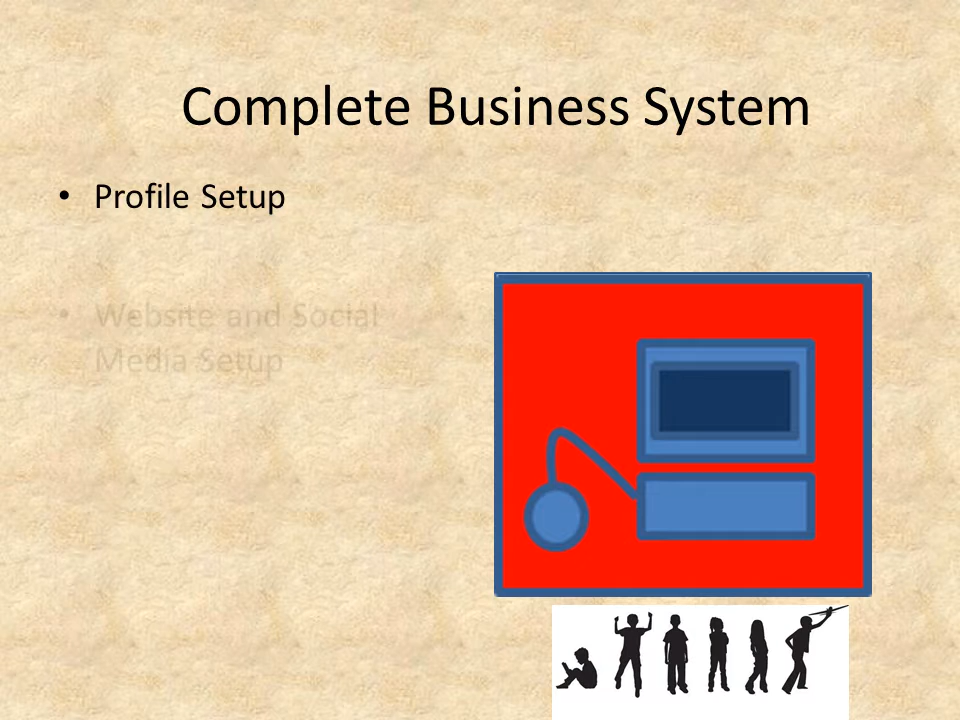 Complete Business System
• Profile Setup
• Website and Social
Media Setup